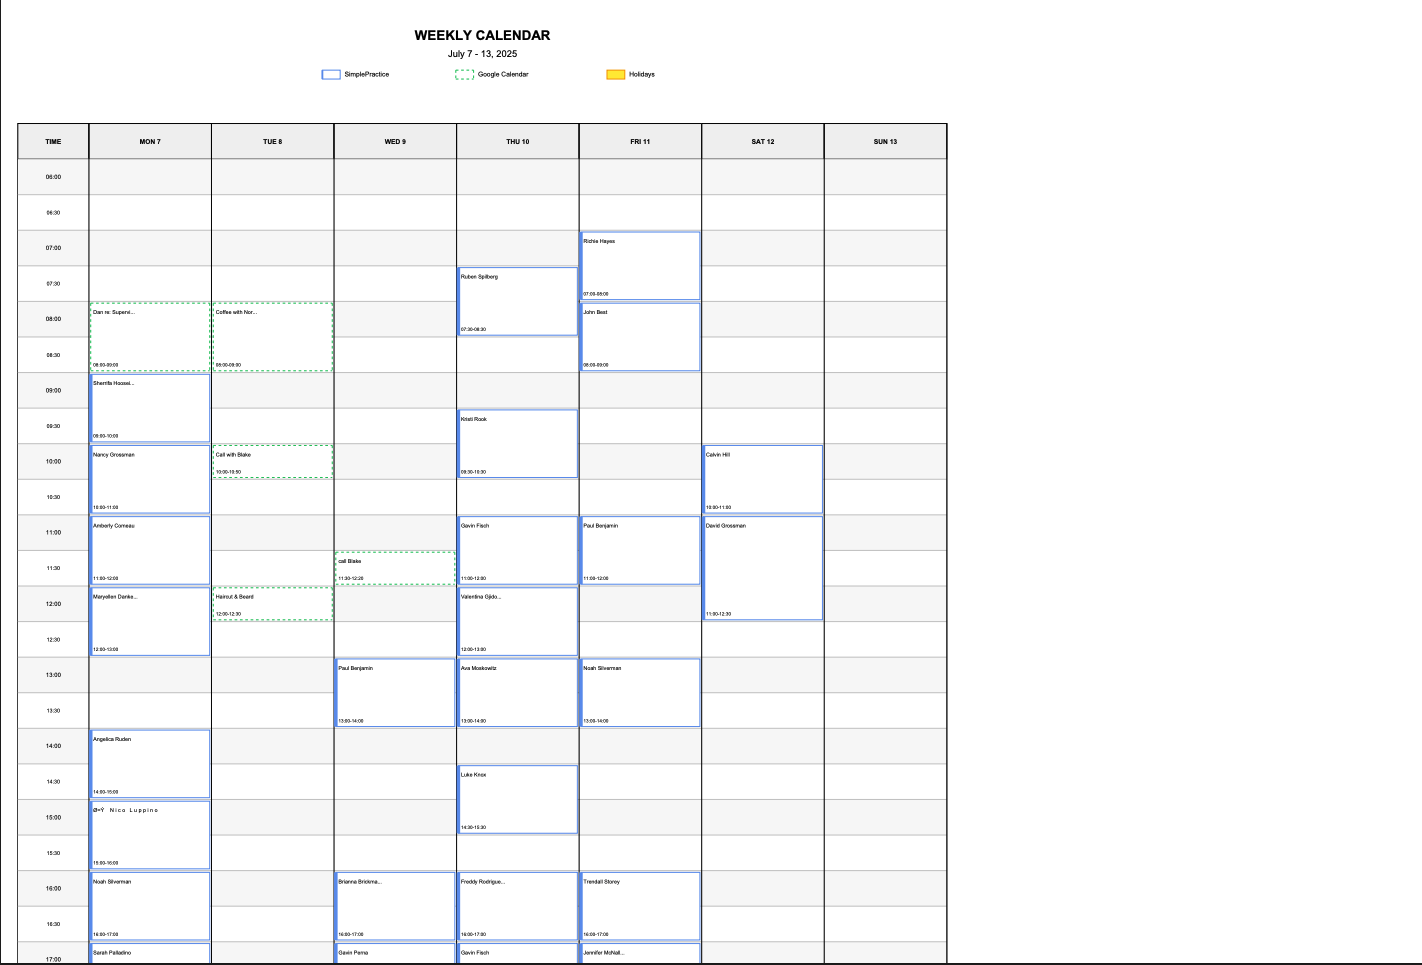 WEEKLY CALENDAR
July 7 - 13, 2025
SimplePractice Google Calendar Holidays
TIME MON 7 TUE 8 WED 9 THU 10 FRI 11 SAT 12 SUN 13
06:00
06:30
07:00 Richie Hayes
07:30 Ruben Spilberg
07:00-08:00
08:00 Dan re: Supervi... Coffee with Nor... John Best
07:30-08:30
08:30
08:00-09:00 08:00-09:00 08:00-09:00
Sherrifa Hoosei...
09:00
Kristi Rook
09:30
09:00-10:00
Nancy Grossman Call with Blake Calvin Hill
10:00
10:00-10:50 09:30-10:30
10:30
10:00-11:00 10:00-11:00
Amberly Comeau Gavin Fisch Paul Benjamin David Grossman
11:00
call Blake
11:30
11:00-12:00 11:30-12:20 11:00-12:00 11:00-12:00
Maryellen Danke... Haircut & Beard Valentina Gjido...
12:00
12:00-12:30 11:00-12:30
12:30
12:00-13:00 12:00-13:00
Paul Benjamin Ava Moskowitz Noah Silverman
13:00
13:30
13:00-14:00 13:00-14:00 13:00-14:00
Angelica Ruden
14:00
Luke Knox
14:30
14:00-15:00
Ø=Ý Nico Luppino
15:00
14:30-15:30
15:30
15:00-16:00
Noah Silverman Brianna Brickma... Freddy Rodrigue... Trendall Storey
16:00
16:30
16:00-17:00 16:00-17:00 16:00-17:00 16:00-17:00
Sarah Palladino Gavin Perna Gavin Fisch Jennifer McNall...
17:00